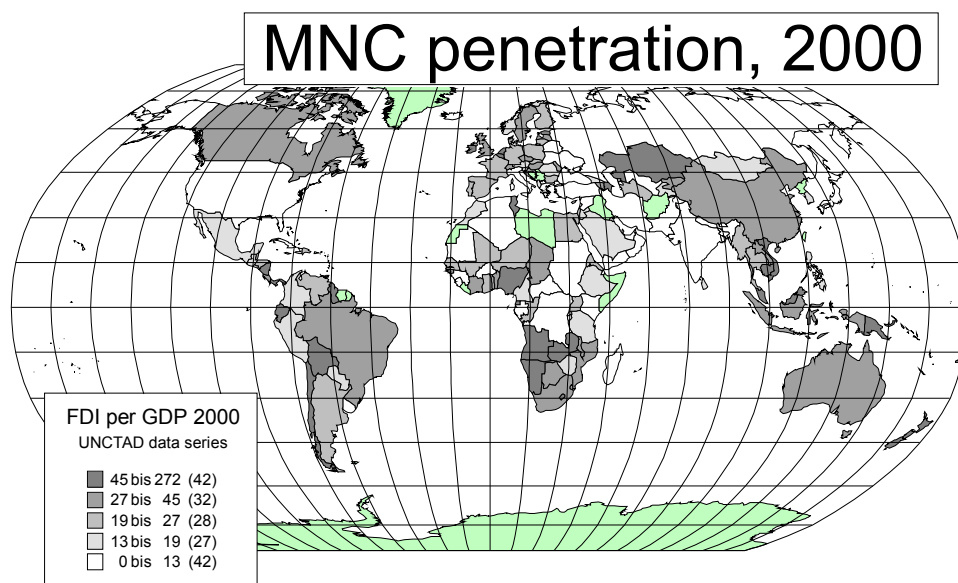 MNC penetration, 2000
FDI per GDP 2000
UNCTAD data series
45 bis 272 (42)
27 bis 45 (32)
19 bis 27 (28)
13 bis 19 (27)
0 bis 13 (42)